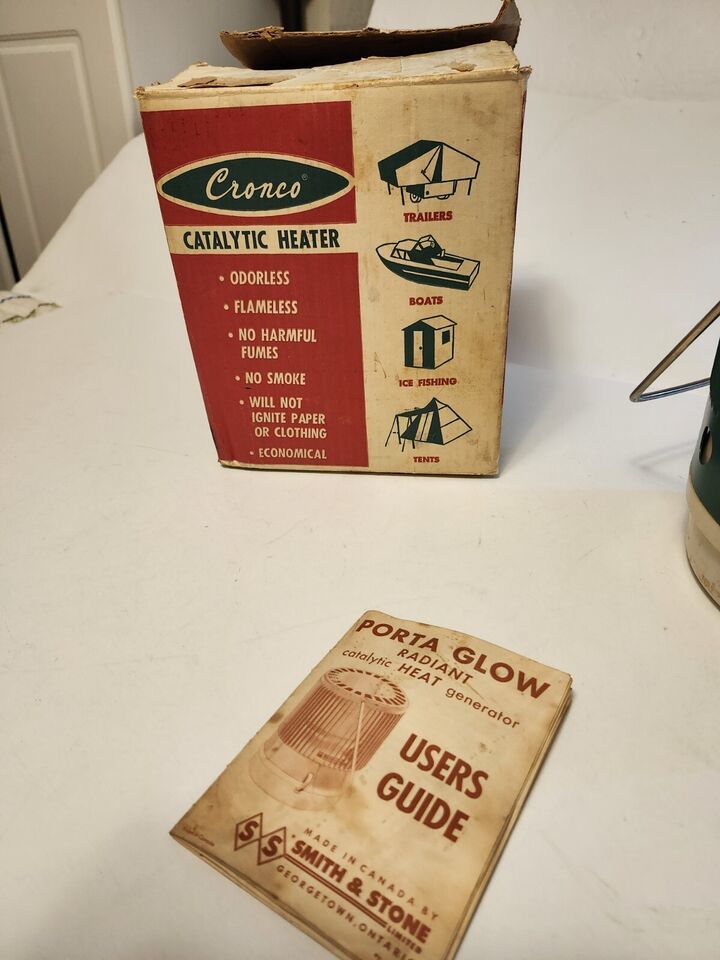 Cronco®
CATALYTIC HEATER
• ODORLESS
• FLAMELESS
• NO HARMFUL
FUMES
• NO SMOKE
• WILL NOT
IGNITE PAPER
OR CLOTHING
• ECONOMICAL
TRAILERS
BOATS
ICE FISHING
TENTS
PORTA GLOW
RADIANT
catalytic HEAT generator
USERS
GUIDE
S S
MADE IN CANADA BY
SMITH & STONE
LIMITED
GEORGETOWN, ONTARIO